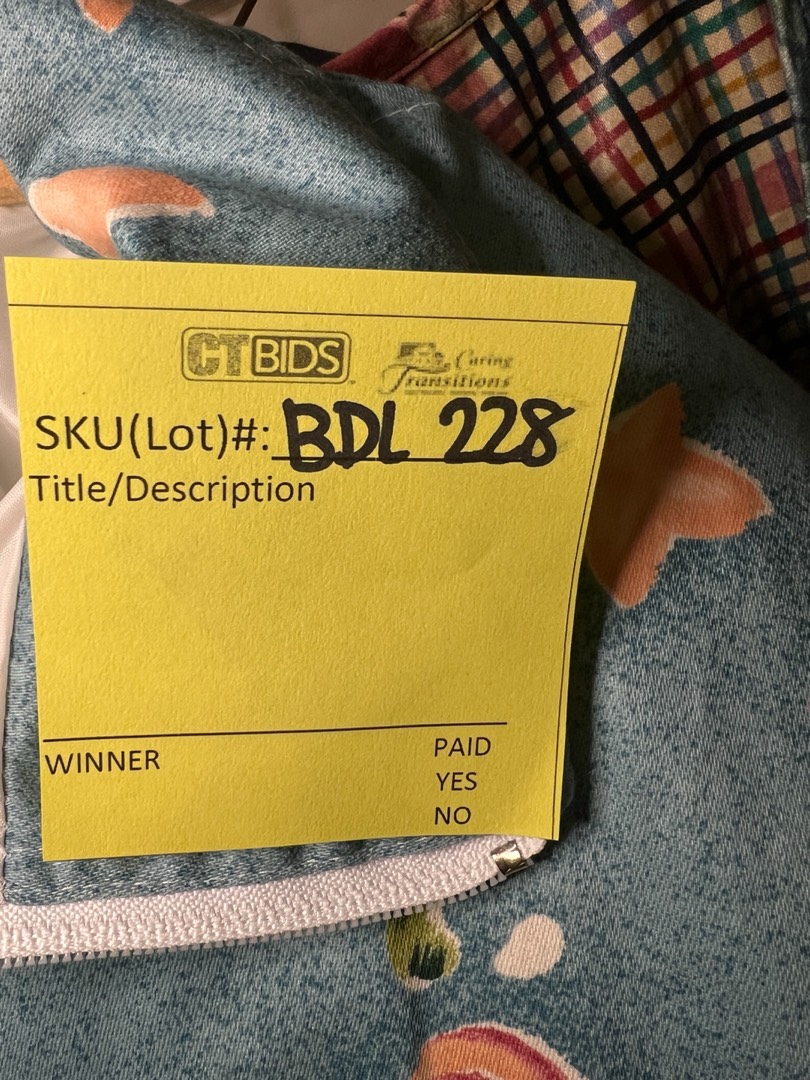 CTBIDS
Caring
Transitions
SKU(Lot)#: BDL 228
Title/Description
WINNER
PAID
YES
NO